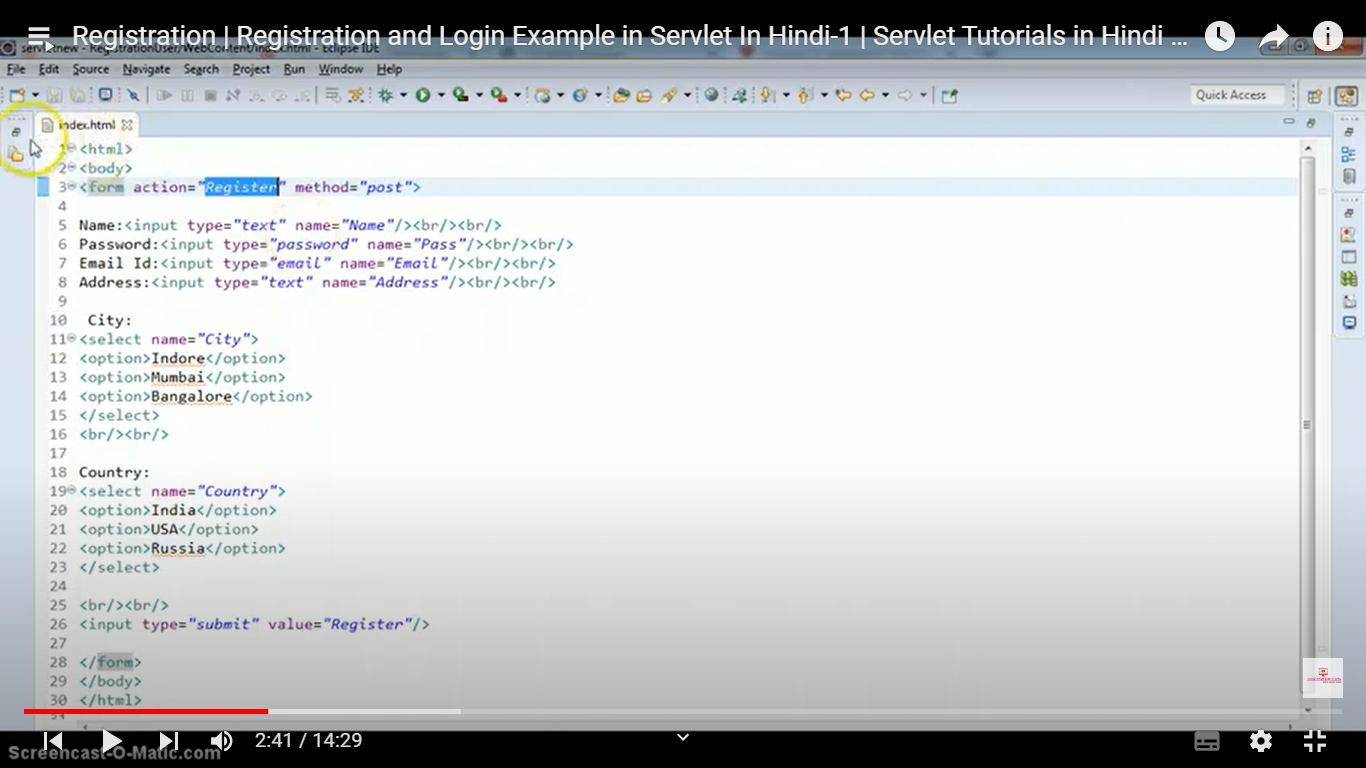 Registration | Registration and Login Example in Servlet In Hindi-1 | Servlet Tutorials in Hindi ...
servletnew - RegistrationUser/WebContent/index.html - Eclipse IDE
File Edit Source Navigate Search Project Run Window Help
Quick Access
index.html
1 <html>
2 <body>
3 <form action="Register" method="post">
4
5 Name:<input type="text" name="Name"/><br/><br/>
6 Password:<input type="password" name="Pass"/><br/><br/>
7 Email Id:<input type="email" name="Email"/><br/><br/>
8 Address:<input type="text" name="Address"/><br/><br/>
9
10 City:
11 <select name="City">
12 <option>Indore</option>
13 <option>Mumbai</option>
14 <option>Bangalore</option>
15 </select>
16 <br/><br/>
17
18 Country:
19 <select name="Country">
20 <option>India</option>
21 <option>USA</option>
22 <option>Russia</option>
23 </select>
24
25 <br/><br/>
26 <input type="submit" value="Register"/>
27
28 </form>
29 </body>
30 </html>
31
2:41 / 14:29
Screencast-O-Matic.com